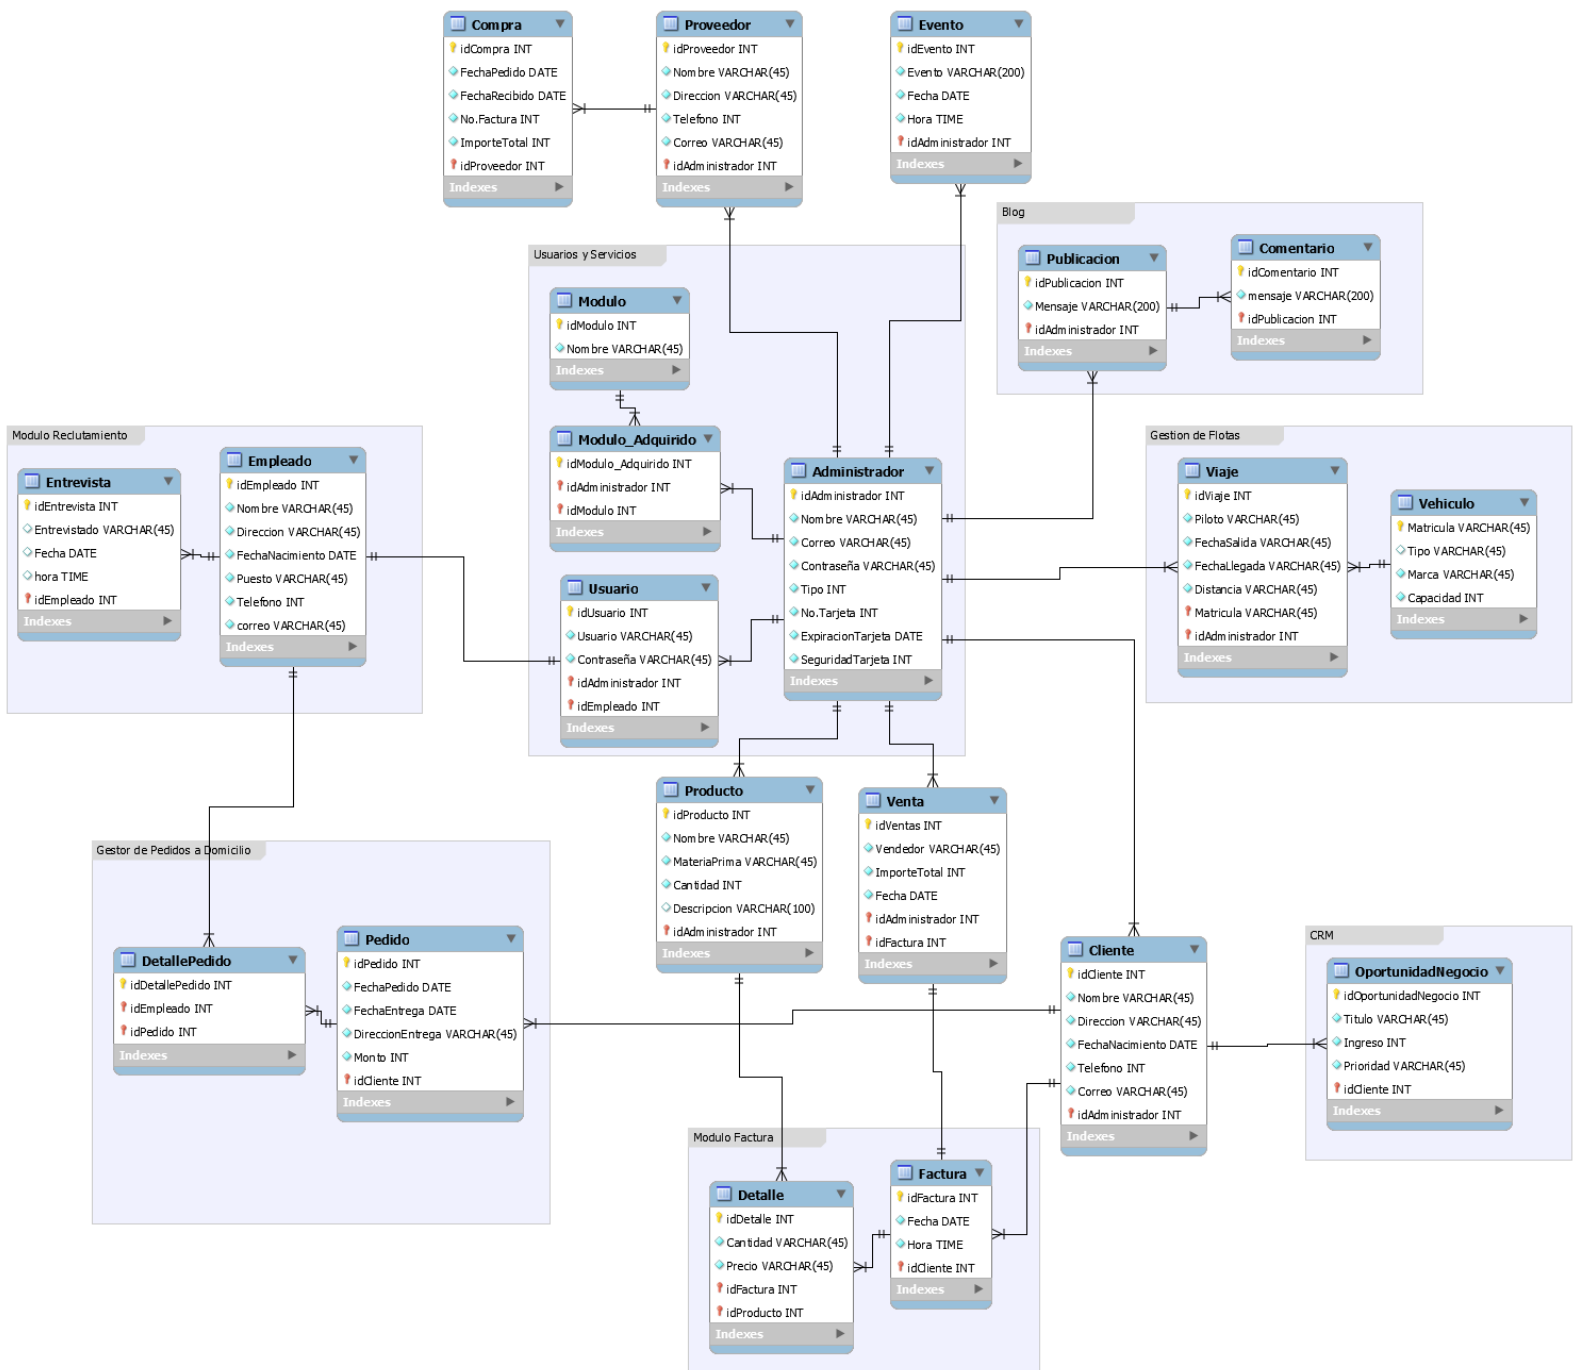 Compra
idCompra INT
FechaPedido DATE
FechaRecibido DATE
No.Factura INT
ImporteTotal INT
idProveedor INT
Indexes
Proveedor
idProveedor INT
Nombre VARCHAR(45)
Direccion VARCHAR(45)
Telefono INT
Correo VARCHAR(45)
idAdministrador INT
Indexes
Evento
idEvento INT
Evento VARCHAR(200)
Fecha DATE
Hora TIME
idAdministrador INT
Indexes
Blog
Publicacion
idPublicacion INT
Mensaje VARCHAR(200)
idAdministrador INT
Indexes
Comentario
idComentario INT
mensaje VARCHAR(200)
idPublicacion INT
Indexes
Usuarios y Servicios
Modulo
idModulo INT
Nombre VARCHAR(45)
Indexes
Modulo_Adquirido
idModulo_Adquirido INT
idAdministrador INT
idModulo INT
Indexes
Administrador
idAdministrador INT
Nombre VARCHAR(45)
Correo VARCHAR(45)
Contraseña VARCHAR(45)
Tipo INT
No.Tarjeta INT
ExpiracionTarjeta DATE
SeguridadTarjeta INT
Indexes
Usuario
idUsuario INT
Usuario VARCHAR(45)
Contraseña VARCHAR(45)
idAdministrador INT
idEmpleado INT
Indexes
Modulo Reclutamiento
Entrevista
idEntrevista INT
Entrevistado VARCHAR(45)
Fecha DATE
hora TIME
idEmpleado INT
Indexes
Empleado
idEmpleado INT
Nombre VARCHAR(45)
Direccion VARCHAR(45)
FechaNacimiento DATE
Puesto VARCHAR(45)
Telefono INT
correo VARCHAR(45)
Indexes
Gestion de Flotas
Viaje
idViaje INT
Piloto VARCHAR(45)
FechaSalida VARCHAR(45)
FechaLlegada VARCHAR(45)
Distancia VARCHAR(45)
Matricula VARCHAR(45)
idAdministrador INT
Indexes
Vehiculo
Matricula VARCHAR(45)
Tipo VARCHAR(45)
Marca VARCHAR(45)
Capacidad INT
Indexes
Producto
idProducto INT
Nombre VARCHAR(45)
MateriaPrima VARCHAR(45)
Cantidad INT
Descripcion VARCHAR(100)
idAdministrador INT
Indexes
Venta
idVentas INT
Vendedor VARCHAR(45)
ImporteTotal INT
Fecha DATE
idAdministrador INT
idFactura INT
Indexes
Gestor de Pedidos a Domicilio
DetallePedido
idDetallePedido INT
idEmpleado INT
idPedido INT
Indexes
Pedido
idPedido INT
FechaPedido DATE
FechaEntrega DATE
DireccionEntrega VARCHAR(45)
Monto INT
idCliente INT
Indexes
Cliente
idCliente INT
Nombre VARCHAR(45)
Direccion VARCHAR(45)
FechaNacimiento DATE
Telefono INT
Correo VARCHAR(45)
idAdministrador INT
Indexes
CRM
OportunidadNegocio
idOportunidadNegocio INT
Titulo VARCHAR(45)
Ingreso INT
Prioridad VARCHAR(45)
idCliente INT
Indexes
Modulo Factura
Detalle
idDetalle INT
Cantidad VARCHAR(45)
Precio VARCHAR(45)
idFactura INT
idProducto INT
Indexes
Factura
idFactura INT
Fecha DATE
Hora TIME
idCliente INT
Indexes